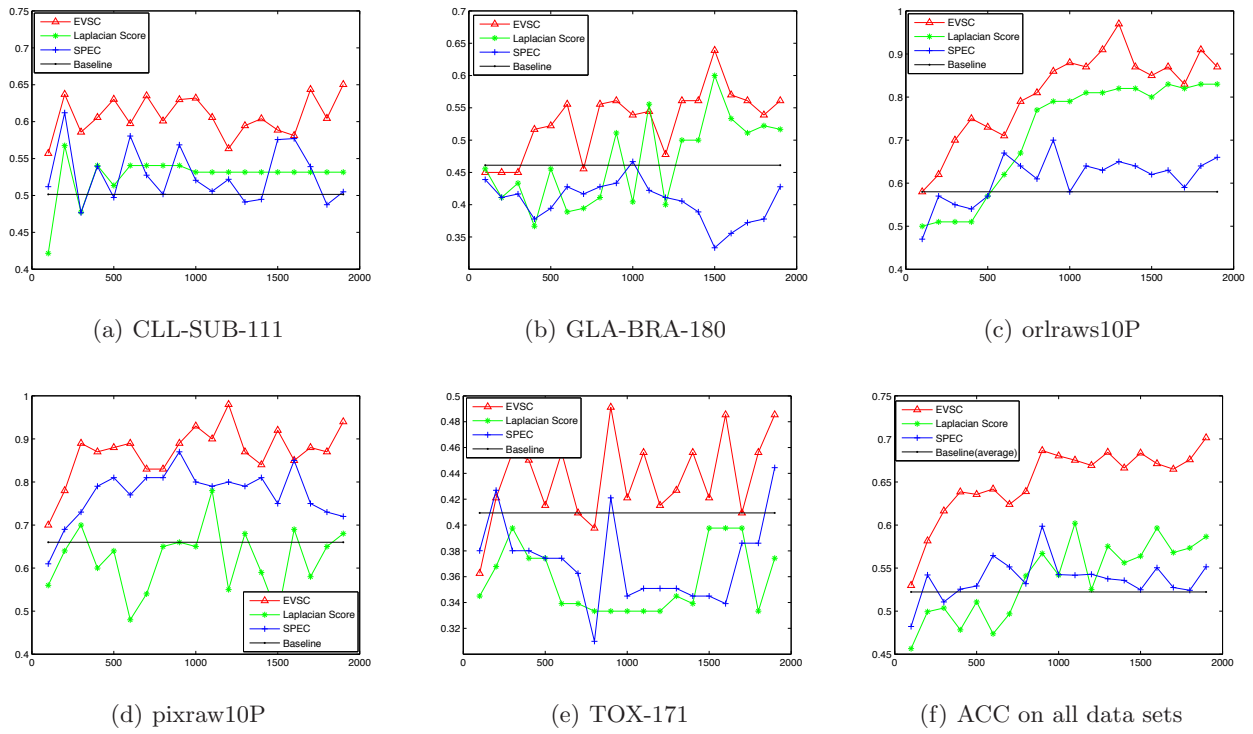 0.75
0.7
0.65
0.6
0.55
0.5
0.45
0.4
0
500
1000
1500
2000
EVSC
Laplacian Score
SPEC
Baseline
(a) CLL-SUB-111
0.65
0.6
0.55
0.5
0.45
0.4
0.35
0
500
1000
1500
2000
EVSC
Laplacian Score
SPEC
Baseline
(b) GLA-BRA-180
1
0.9
0.8
0.7
0.6
0.5
0.4
0
500
1000
1500
2000
EVSC
Laplacian Score
SPEC
Baseline
(c) orlraws10P
1
0.9
0.8
0.7
0.6
0.5
0.4
0
500
1000
1500
2000
EVSC
Laplacian Score
SPEC
Baseline
(d) pixraw10P
0.5
0.48
0.46
0.44
0.42
0.4
0.38
0.36
0.34
0.32
0
500
1000
1500
2000
EVSC
Laplacian Score
SPEC
Baseline
(e) TOX-171
0.75
0.7
0.65
0.6
0.55
0.5
0.45
0
500
1000
1500
2000
EVSC
Laplacian Score
SPEC
Baseline(average)
(f) ACC on all data sets